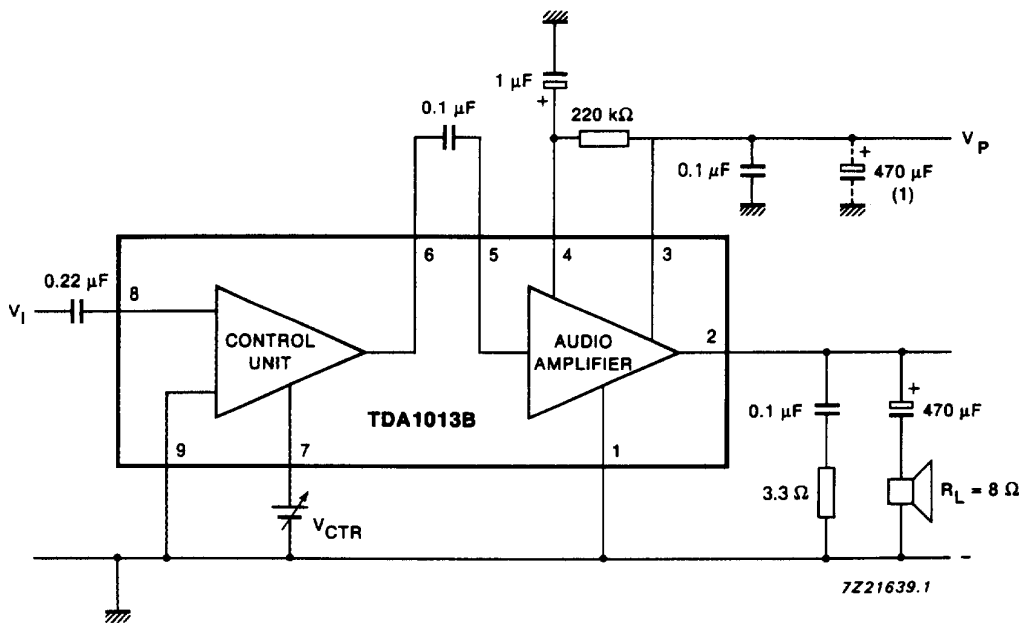 1 µF
+
0.1 µF
220 kΩ
V_P
0.1 µF
+
470 µF
(1)
6
5
4
3
0.22 µF
8
V_I
CONTROL
UNIT
AUDIO
AMPLIFIER
2
TDA1013B
+
0.1 µF
470 µF
9
7
1
3.3 Ω
R_L = 8 Ω
V_CTR
-
7Z21639.1